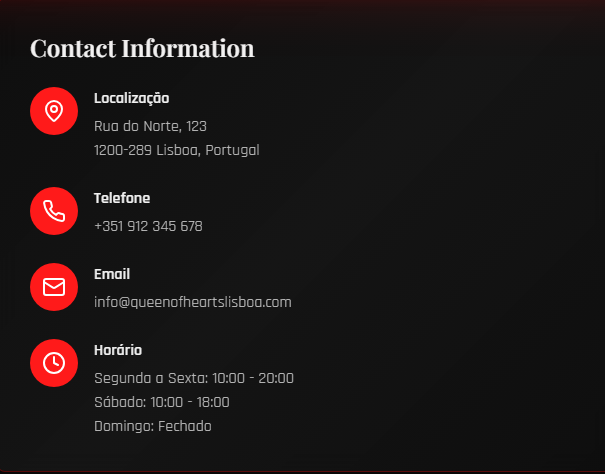 Contact Information
Localização
Rua do Norte, 123
1200-289 Lisboa, Portugal
Telefone
+351 912 345 678
Email
info@queenofheartslisboa.com
Horário
Segunda a Sexta: 10:00 - 20:00
Sábado: 10:00 - 18:00
Domingo: Fechado